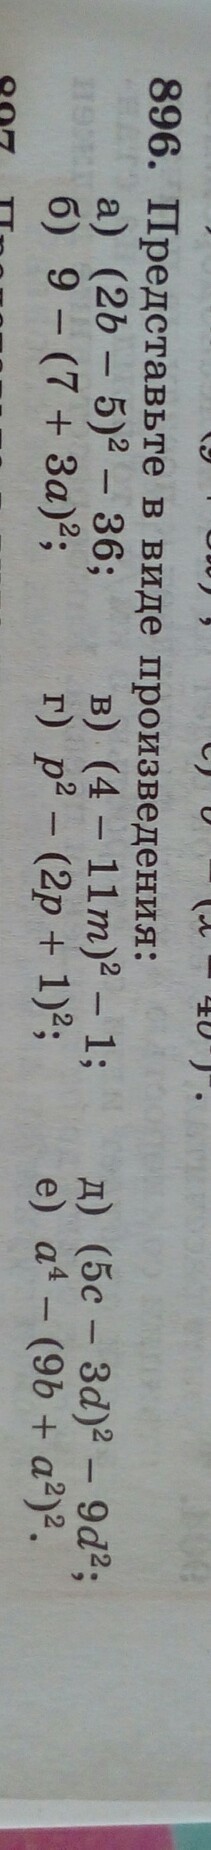 896. Представьте в виде произведения:
а) (2b – 5)² – 36; в) (4 – 11m)² – 1; д) (5c – 3d)² – 9d²;
б) 9 – (7 + 3a)²; г) p² – (2p + 1)²; е) a⁴ – (9b + a²)².
897.